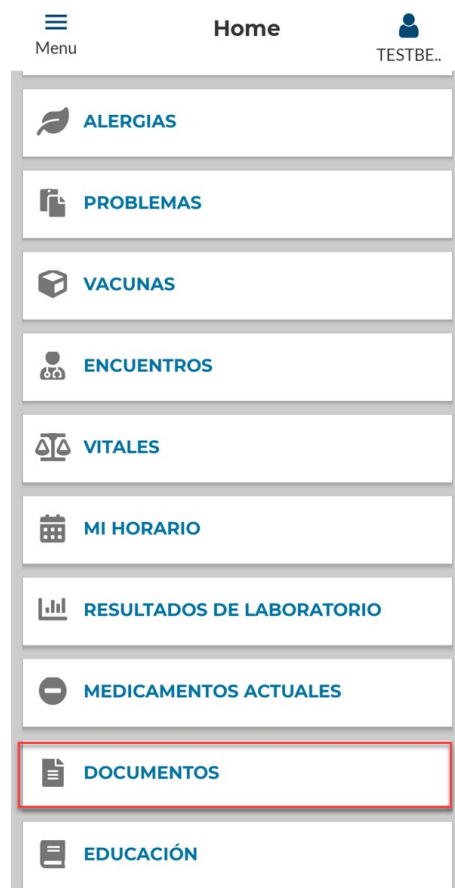 Home
Menu
TESTBE..
ALERGIAS
PROBLEMAS
VACUNAS
ENCUENTROS
VITALES
MI HORARIO
RESULTADOS DE LABORATORIO
MEDICAMENTOS ACTUALES
DOCUMENTOS
EDUCACIÓN